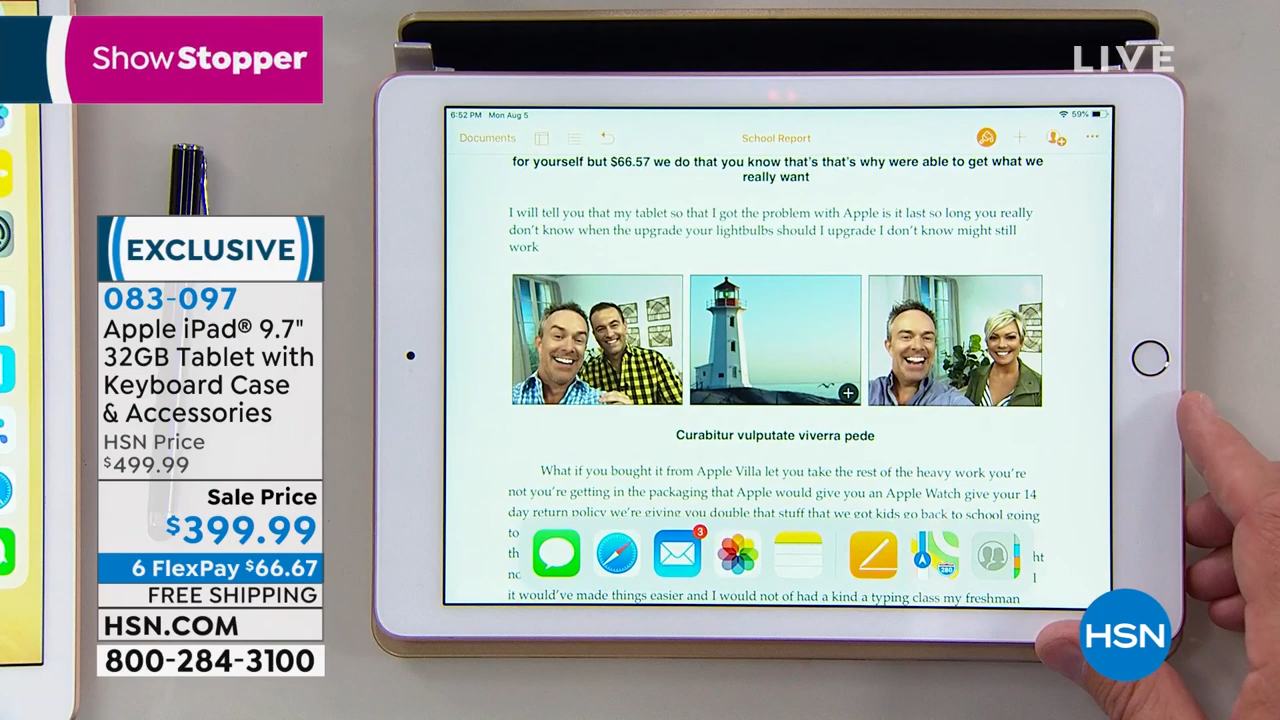 ShowStopper
LIVE
EXCLUSIVE
083-097
Apple iPad® 9.7"
32GB Tablet with
Keyboard Case
& Accessories
HSN Price
$499.99
Sale Price
$399.99
6 FlexPay $66.67
FREE SHIPPING
HSN.COM
800-284-3100
6:52 PM Mon Aug 5
59%
Documents
School Report
for yourself but $66.57 we do that you know that's that's why were able to get what we
really want
I will tell you that my tablet so that I got the problem with Apple is it last so long you really
don't know when the upgrade your lightbulbs should I upgrade I don't know might still
work
Curabitur vulputate viverra pede
What if you bought it from Apple Villa let you take the rest of the heavy work you're
not you're getting in the packaging that Apple would give you an Apple Watch give your 14
day return policy we're giving you double that stuff that we got kids go back to school going
to
3
th
ht
no
I
280
it would've made things easier and I would not of had a kind a typing class my freshman
HSN